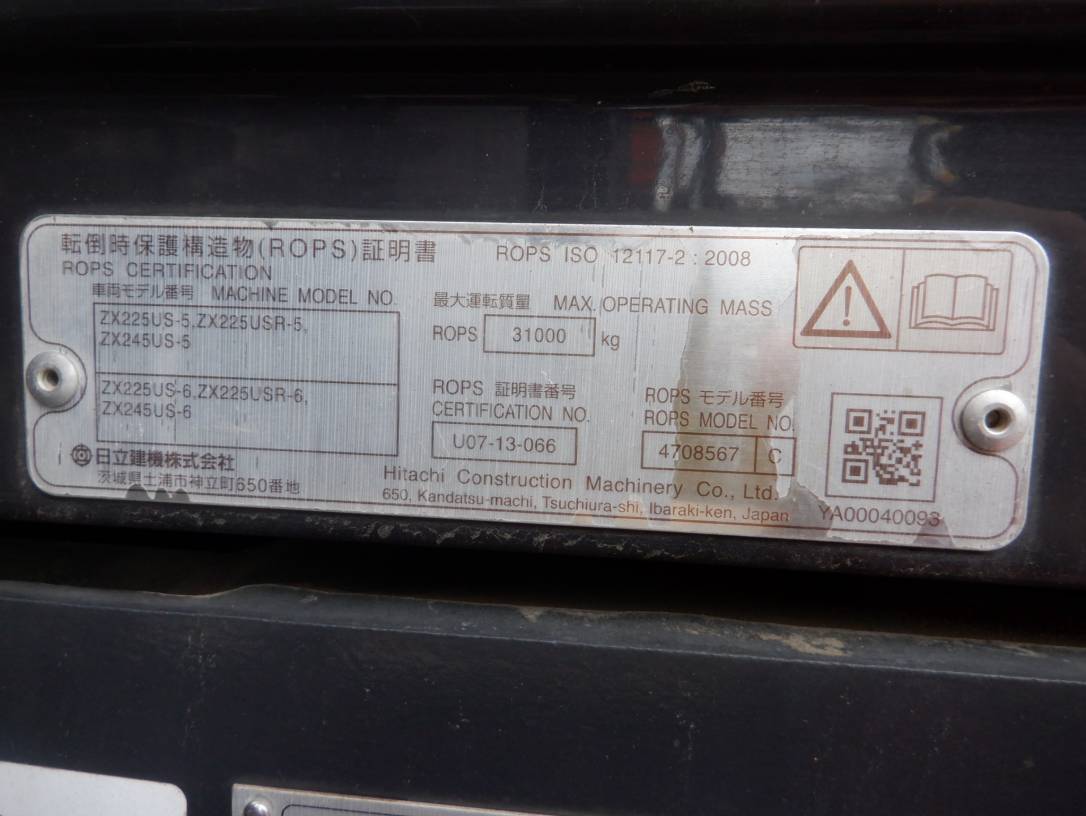 転倒時保護構造物(ROPS)証明書
ROPS CERTIFICATION
ROPS ISO 12117-2 : 2008
車両モデル番号 MACHINE MODEL NO.
ZX225US-5,ZX225USR-5,
ZX245US-5
ZX225US-6,ZX225USR-6,
ZX245US-6
最大運転質量 MAX. OPERATING MASS
ROPS 31000 kg
ROPS 証明書番号
CERTIFICATION NO.
U07-13-066
ROPS モデル番号
ROPS MODEL NO.
4708567 C
日立建機株式会社
茨城県土浦市神立町650番地
Hitachi Construction Machinery Co., Ltd.
650, Kandatsu-machi, Tsuchiura-shi, Ibaraki-ken, Japan
YA00040093